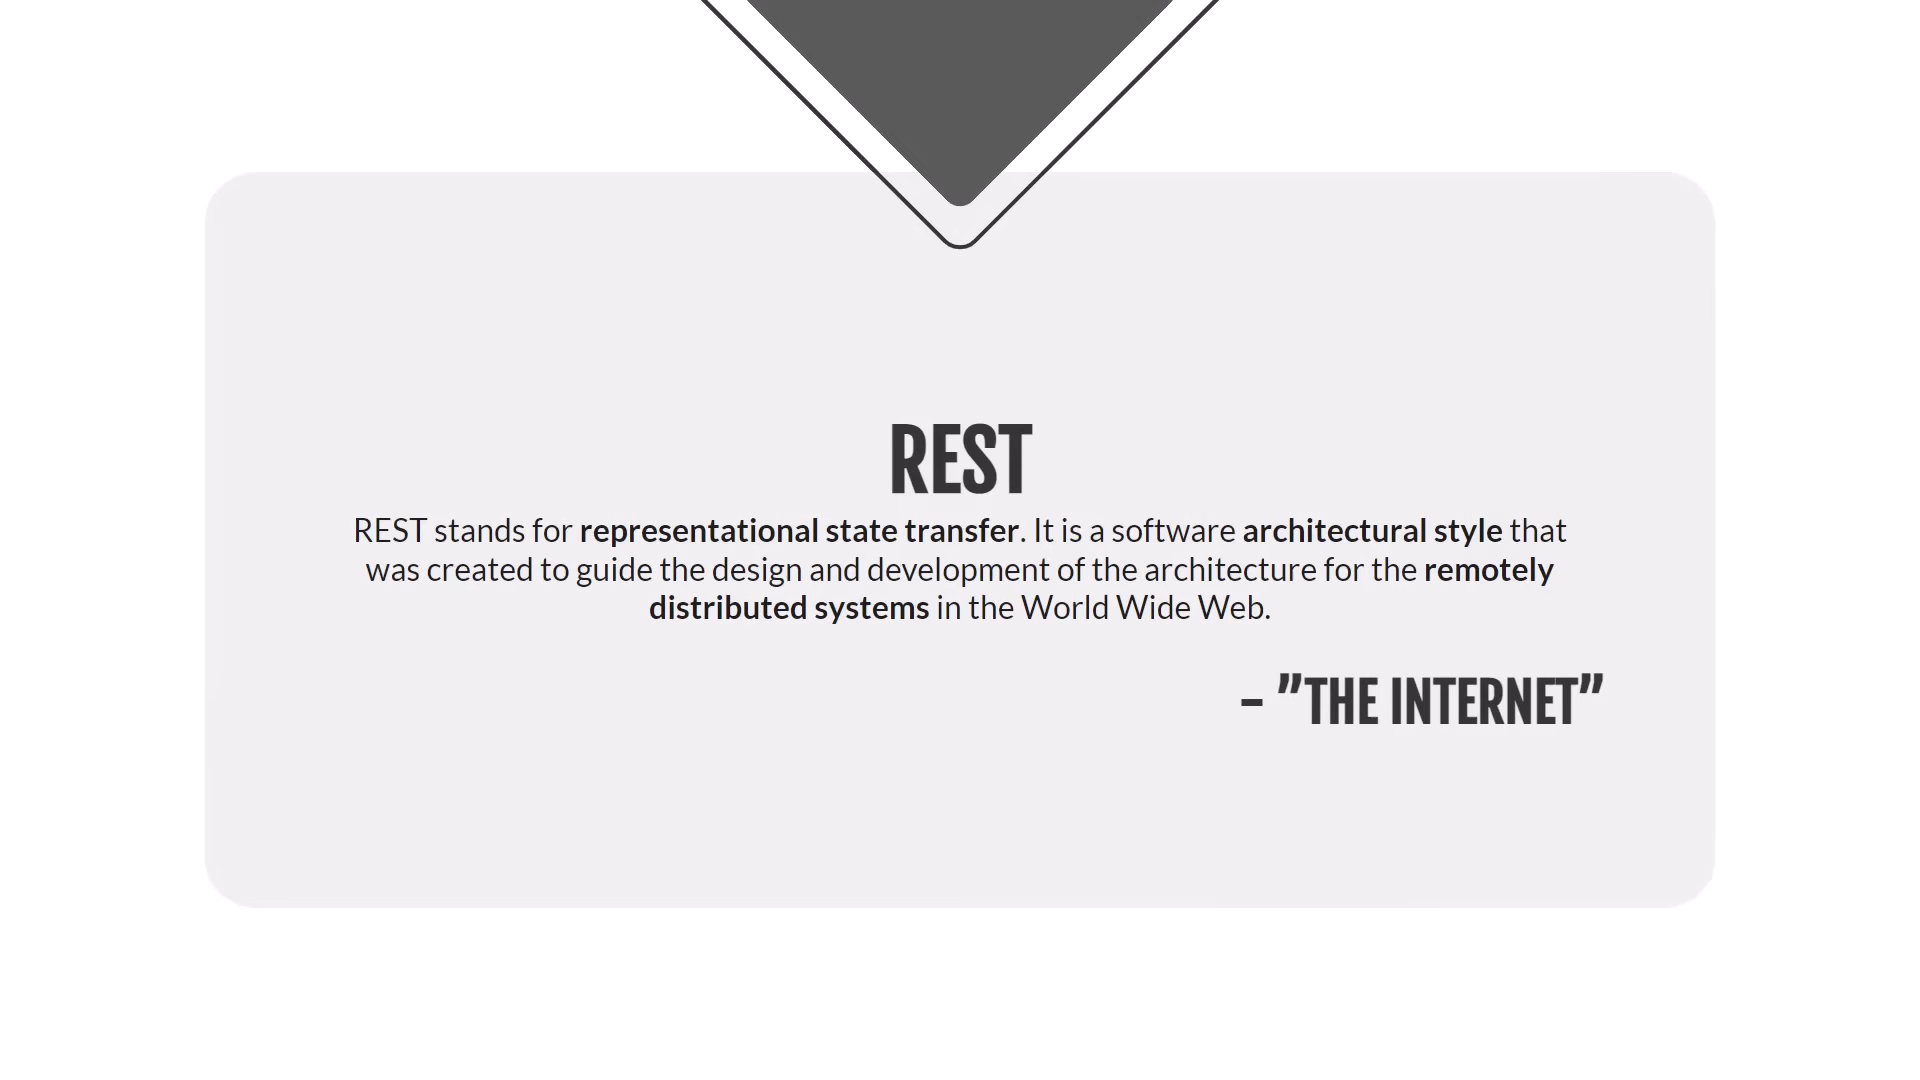 REST
REST stands for representational state transfer. It is a software architectural style that
was created to guide the design and development of the architecture for the remotely
distributed systems in the World Wide Web.
- "THE INTERNET"